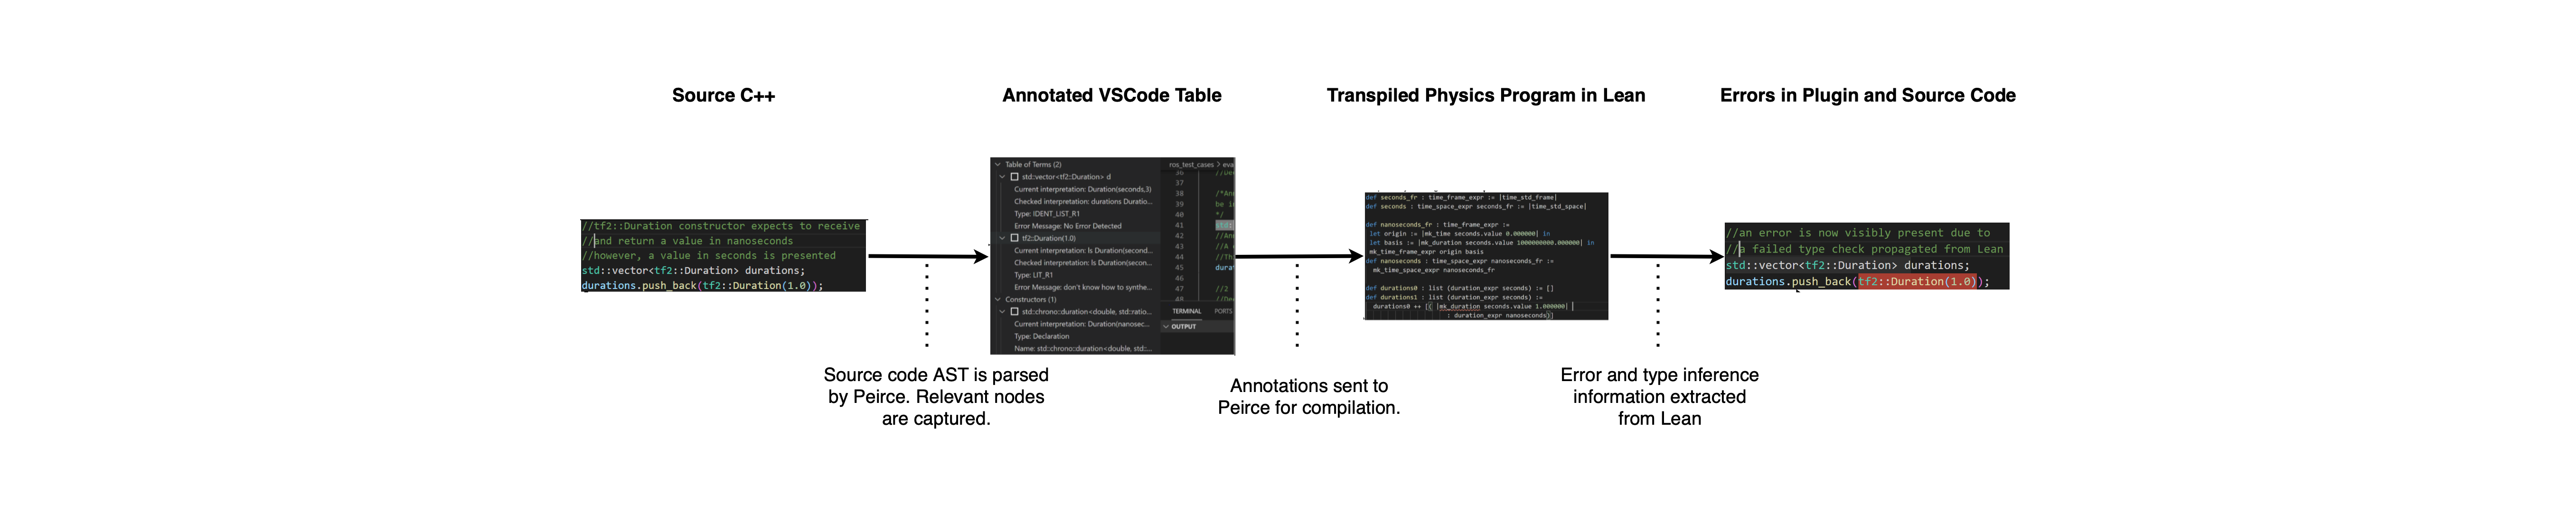 Source C++
Annotated VSCode Table
Transpiled Physics Program in Lean
Errors in Plugin and Source Code
//tf2::Duration constructor expects to receive
//and return a value in nanoseconds
//however, a value in seconds is presented
std::vector<tf2::Duration> durations;
durations.push_back(tf2::Duration(1.0));
Table of Terms (2)
std::vector<tf2::Duration> d
Current interpretation: Duration(seconds,3)
Checked interpretation: durations Duratio...
Type: IDENT_LIST_R1
Error Message: No Error Detected
tf2::Duration(1.0)
Current interpretation: ls Duration(second...
Checked interpretation: ls Duration(secon...
Type: LIT_R1
Error Message: don't know how to synthe...
Constructors (1)
std::chrono::duration<double, std::ratio...
Current interpretation: Duration(nanosec...
Type: Declaration
Name: std::chrono::duration<double, std::...
ros_test_cases > eva
36 //De
37
38 /*An
39 be i
40 */
41 std:
42 //An
43 //A
44 //Th
45 dura
46
47 //2
48 //De
TERMINAL PORTS
OUTPUT
def seconds_fr : time_frame_expr := |time_std_frame|
def seconds : time_space_expr seconds_fr := |time_std_space|
def nanoseconds_fr : time_frame_expr :=
let origin := |mk_time seconds.value 0.000000| in
let basis := |mk_duration seconds.value 1000000000.000000| in
mk_time_frame_expr origin basis
def nanoseconds : time_space_expr nanoseconds_fr :=
mk_time_space_expr nanoseconds_fr
def durations0 : list (duration_expr seconds) := []
def durations1 : list (duration_expr seconds) :=
durations0 ++ [( |mk_duration seconds.value 1.000000|
: duration_expr nanoseconds)]
//an error is now visibly present due to
//a failed type check propagated from Lean
std::vector<tf2::Duration> durations;
durations.push_back(tf2::Duration(1.0));
Source code AST is parsed
by Peirce. Relevant nodes
are captured.
Annotations sent to
Peirce for compilation.
Error and type inference
information extracted
from Lean